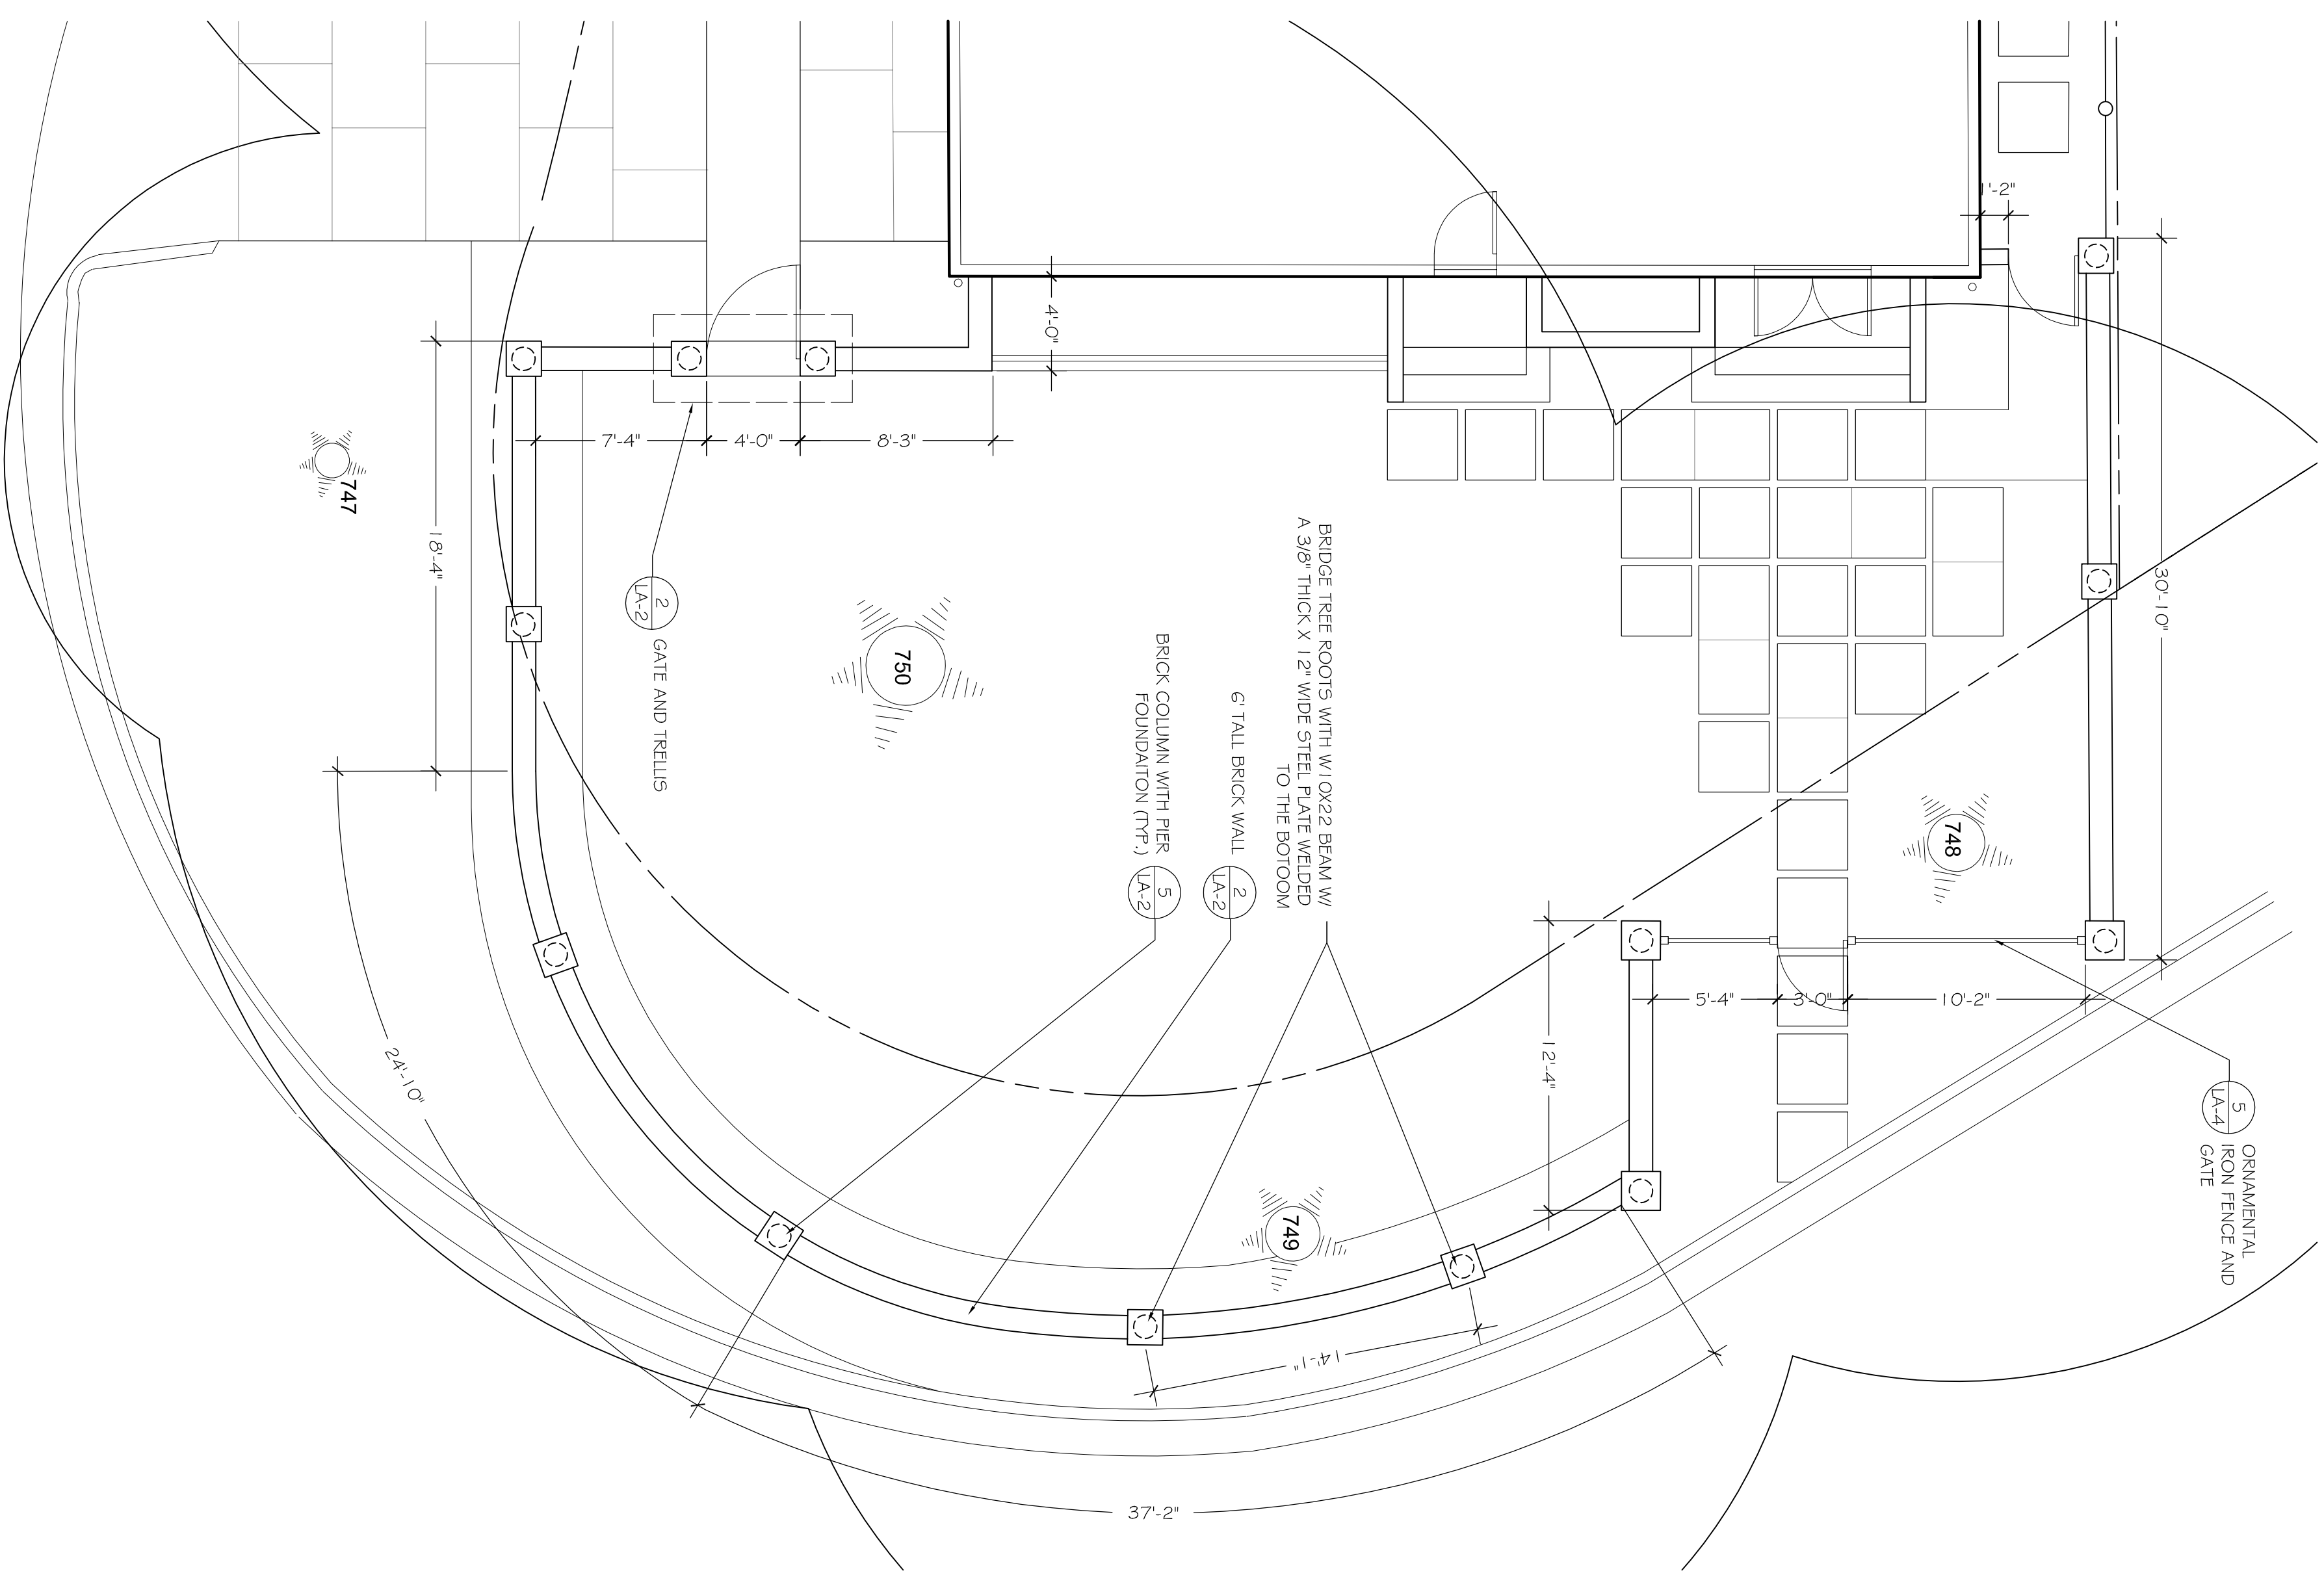 1'-2"
4'-0"
7'-4"
4'-0"
8'-3"
18'-4"
30'-10"
747
750
748
749
2
LA-2
GATE AND TRELLIS
BRIDGE TREE ROOTS WITH W10X22 BEAM W/
A 3/8" THICK X 12" WIDE STEEL PLATE WELDED
TO THE BOTOOM
2
LA-2
6' TALL BRICK WALL
5
LA-2
BRICK COLUMN WITH PIER
FOUNDAITON (TYP.)
5'-4"
3'-0"
10'-2"
12'-4"
5
LA-4
ORNAMENTAL
IRON FENCE AND
GATE
24'-10"
14'-1"
37'-2"